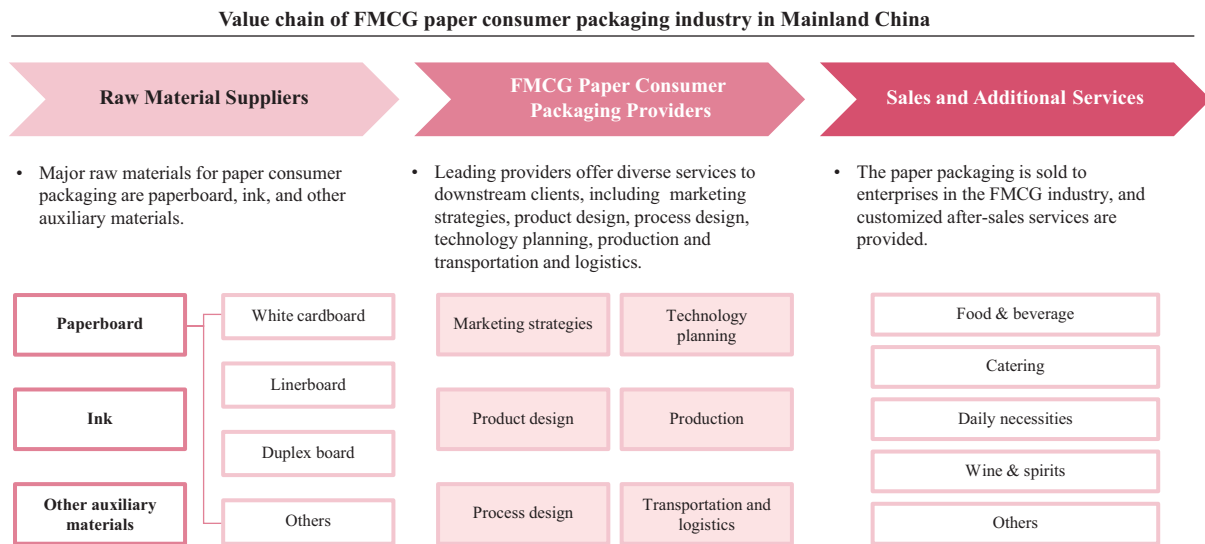 Value chain of FMCG paper consumer packaging industry in Mainland China
Raw Material Suppliers
• Major raw materials for paper consumer
packaging are paperboard, ink, and other
auxiliary materials.
Paperboard
Ink
Other auxiliary
materials
White cardboard
Linerboard
Duplex board
Others
FMCG Paper Consumer
Packaging Providers
• Leading providers offer diverse services to
downstream clients, including marketing
strategies, product design, process design,
technology planning, production and
transportation and logistics.
Marketing strategies
Technology
planning
Product design
Production
Process design
Transportation and
logistics
Sales and Additional Services
• The paper packaging is sold to
enterprises in the FMCG industry, and
customized after-sales services are
provided.
Food & beverage
Catering
Daily necessities
Wine & spirits
Others